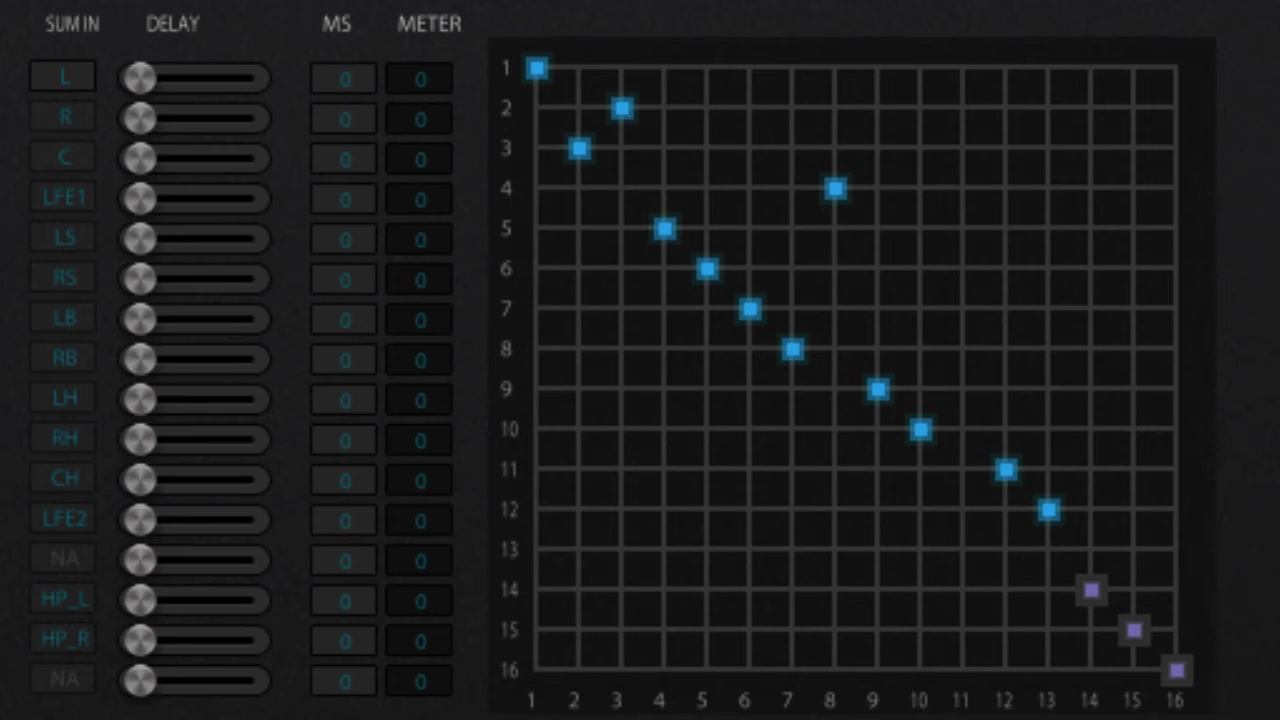 SUM IN DELAY MS METER
L 0 0 1
R 0 0 2
C 0 0 3
LFE1 0 0 4
LS 0 0 5
RS 0 0 6
LB 0 0 7
RB 0 0 8
LH 0 0 9
RH 0 0 10
CH 0 0 11
LFE2 0 0 12
NA 0 0 13
HP_L 0 0 14
HP_R 0 0 15
NA 0 0 16
1 2 3 4 5 6 7 8 9 10 11 12 13 14 15 16